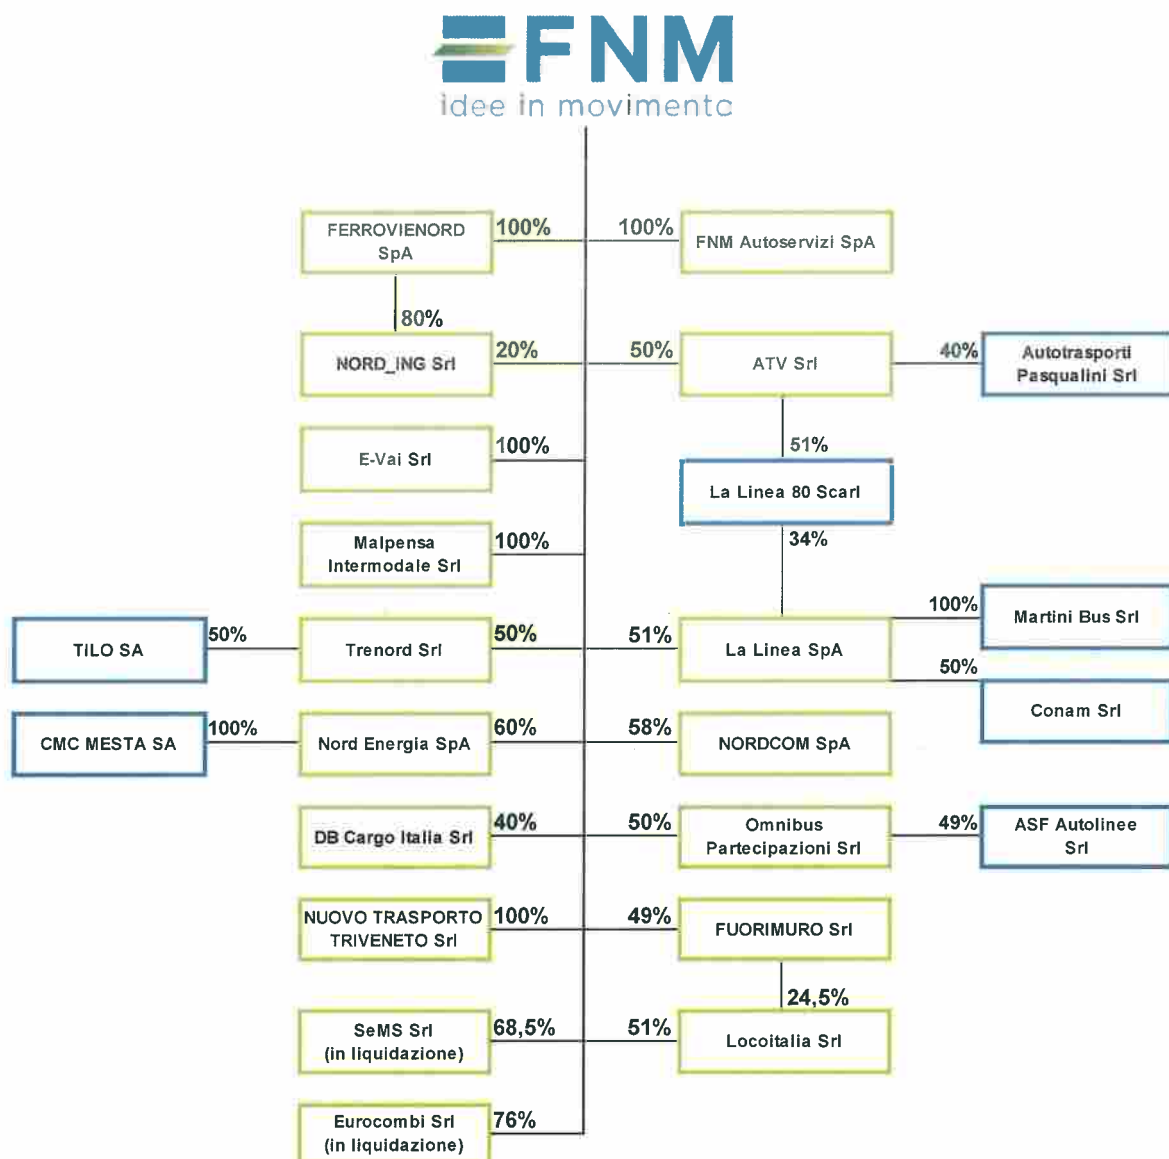 FNM
idee in movimento
FERROVIENORD
SpA
100%
100%
FNM Autoservizi SpA
80%
NORD_ING Srl
20%
50%
ATV Srl
40%
Autotrasporti
Pasqualini Srl
E-Vai Srl
100%
51%
La Linea 80 Scarl
Malpensa
Intermodale Srl
100%
34%
TILO SA
50%
Trenord Srl
50%
51%
La Linea SpA
100%
Martini Bus Srl
50%
Conam Srl
CMC MESTA SA
100%
Nord Energia SpA
60%
58%
NORDCOM SpA
DB Cargo Italia Srl
40%
50%
Omnibus
Partecipazioni Srl
49%
ASF Autolinee
Srl
NUOVO TRASPORTO
TRIVENETO Srl
100%
49%
FUORIMURO Srl
24,5%
SeMS Srl
(in liquidazione)
68,5%
51%
Locoitalia Srl
Eurocombi Srl
(in liquidazione)
76%